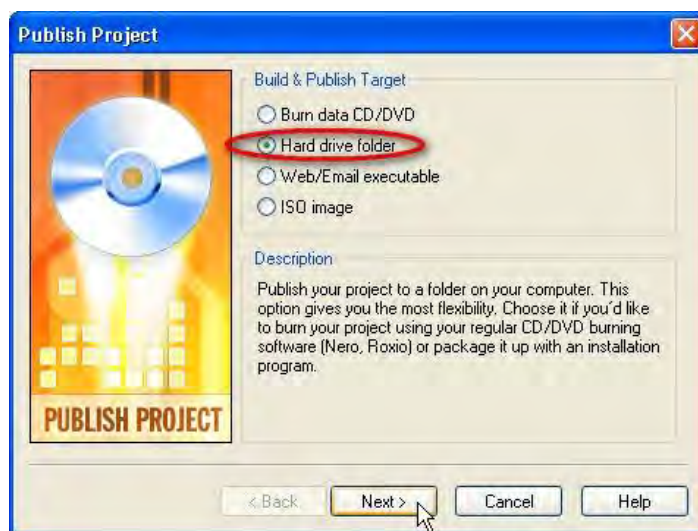 Publish Project
Build & Publish Target
Burn data CD/DVD
Hard drive folder
Web/Email executable
ISO image
Description
Publish your project to a folder on your computer. This
option gives you the most flexibility. Choose it if you´d like
to burn your project using your regular CD/DVD burning
software (Nero, Roxio) or package it up with an installation
program.
PUBLISH PROJECT
< Back
Next >
Cancel
Help